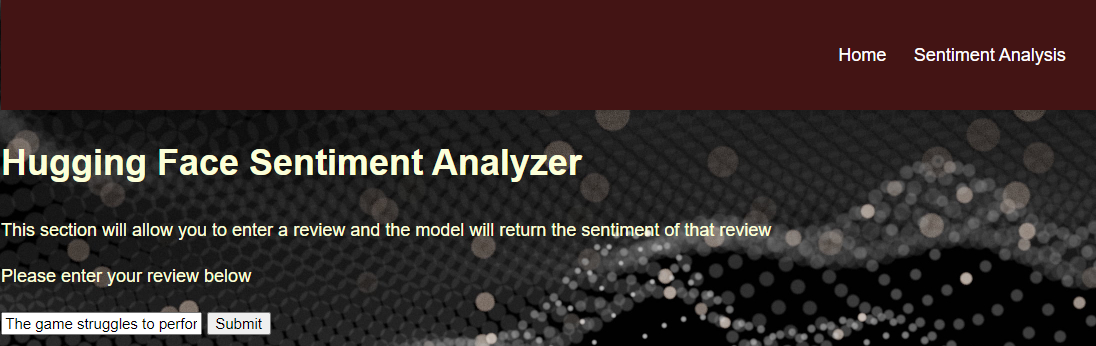 Home Sentiment Analysis
Hugging Face Sentiment Analyzer
This section will allow you to enter a review and the model will return the sentiment of that review
Please enter your review below
The game struggles to perfor Submit